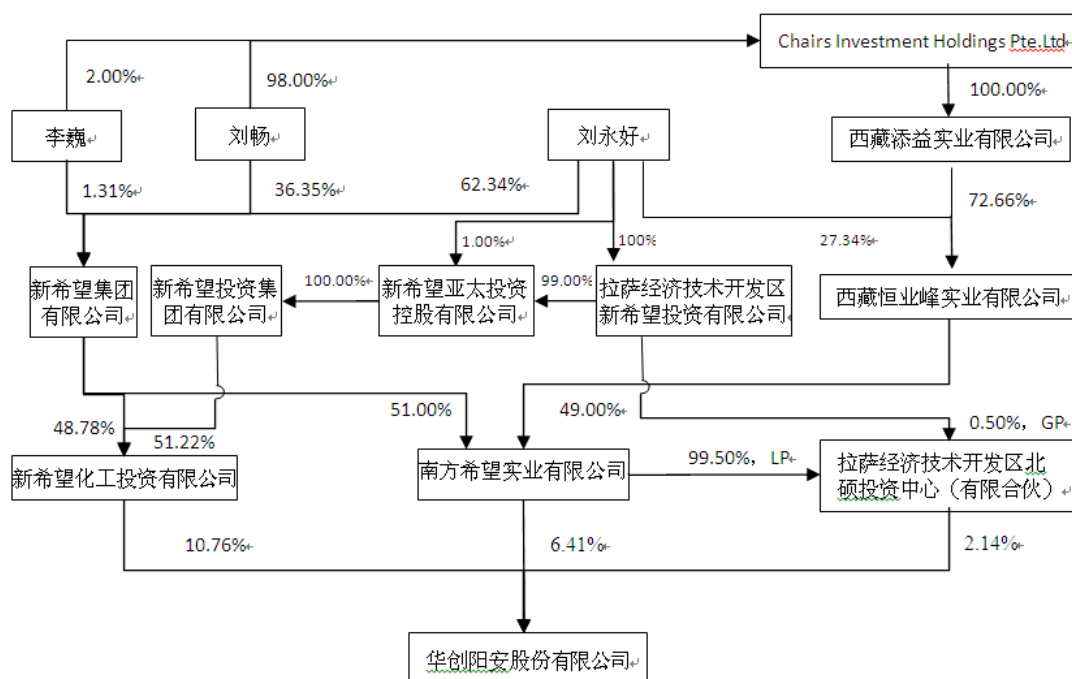 Chairs Investment Holdings Pte.Ltd
2.00%
98.00%
100.00%
李巍
刘畅
刘永好
西藏添益实业有限公司
1.31%
36.35%
62.34%
72.66%
1.00%
100%
27.34%
新希望集团
有限公司
新希望投资集
团有限公司
100.00%
新希望亚太投资
控股有限公司
99.00%
拉萨经济技术开发区
新希望投资有限公司
西藏恒业峰实业有限公司
48.78%
51.22%
51.00%
49.00%
0.50%，GP
新希望化工投资有限公司
南方希望实业有限公司
99.50%，LP
拉萨经济技术开发区北
硕投资中心（有限合伙）
10.76%
6.41%
2.14%
华创阳安股份有限公司